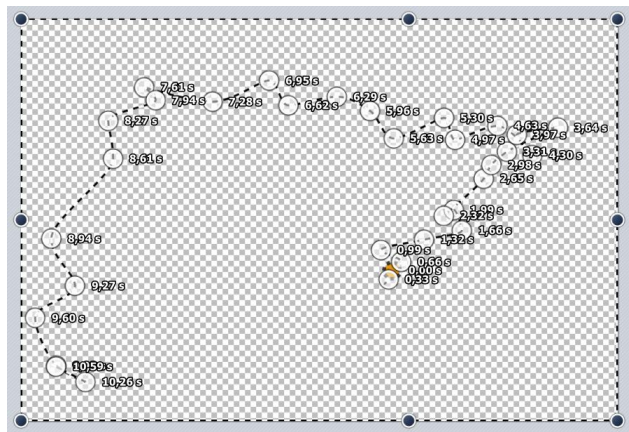 7,61 s
6,95 s
7,94 s
7,28 s
6,62 s
6,29 s
5,96 s
8,27 s
5,30 s
4,63 s
3,64 s
3,97 s
5,63 s
4,97 s
8,61 s
3,31
4,30 s
2,98 s
2,65 s
1,99 s
2,32 s
1,66 s
8,94 s
1,32 s
0,99 s
0,66 s
0,00 s
0,33 s
9,27 s
9,60 s
10,59 s
10,26 s